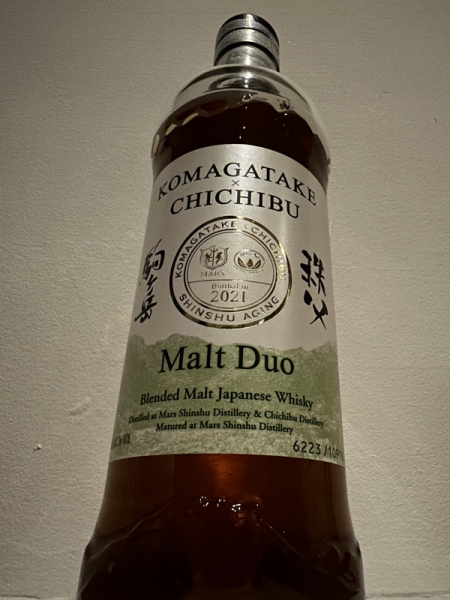 KOMAGATAKE
×
CHICHIBU
KOMAGATAKE & CHICHIBU
MARS
Bottled in
2021
SHINSHU AGING
駒ヶ岳
秩父
Malt Duo
Blended Malt Japanese Whisky
Distilled at Mars Shinshu Distillery & Chichibu Distillery
Matured at Mars Shinshu Distillery
6223